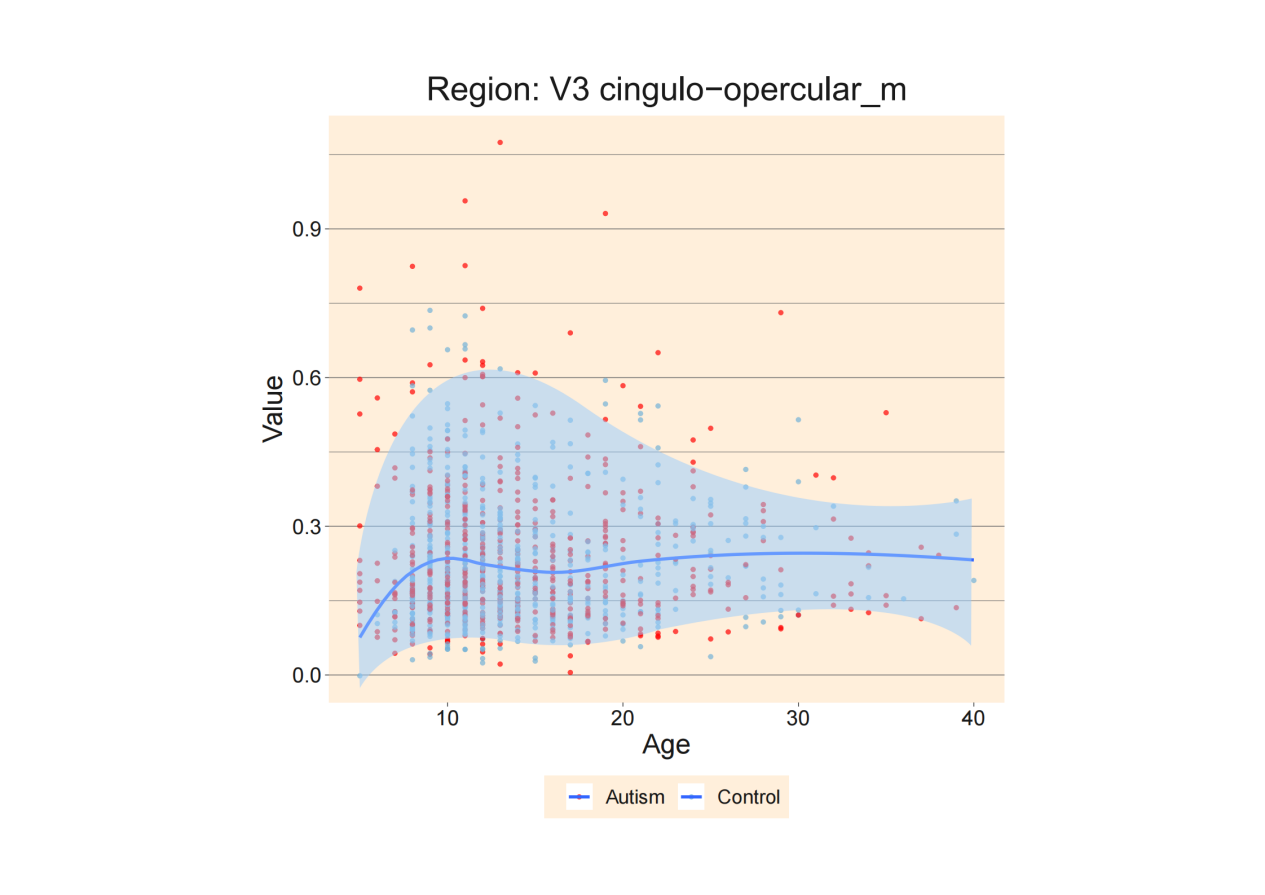 Region: V3 cingulo−opercular_m
Value
0.9
0.6
0.3
0.0
10 20 30 40
Age
Autism Control